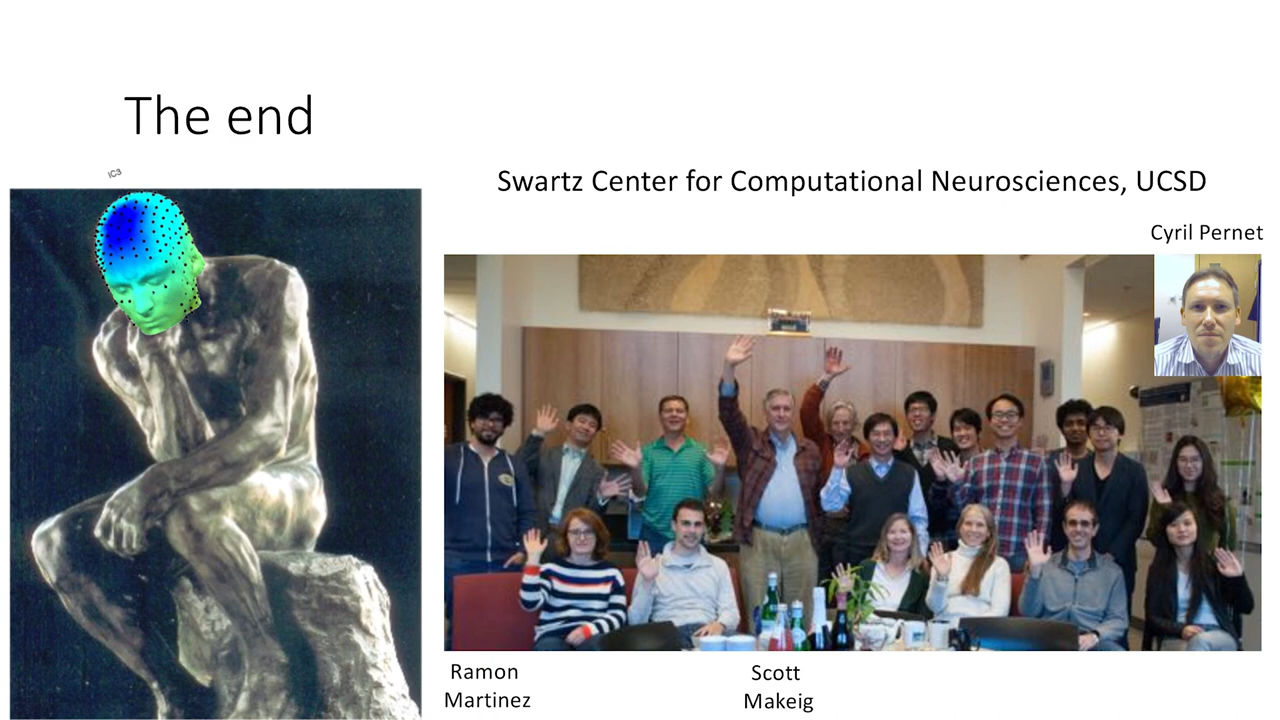 The end
IC3
Swartz Center for Computational Neurosciences, UCSD
Cyril Pernet
Ramon
Martinez
Scott
Makeig